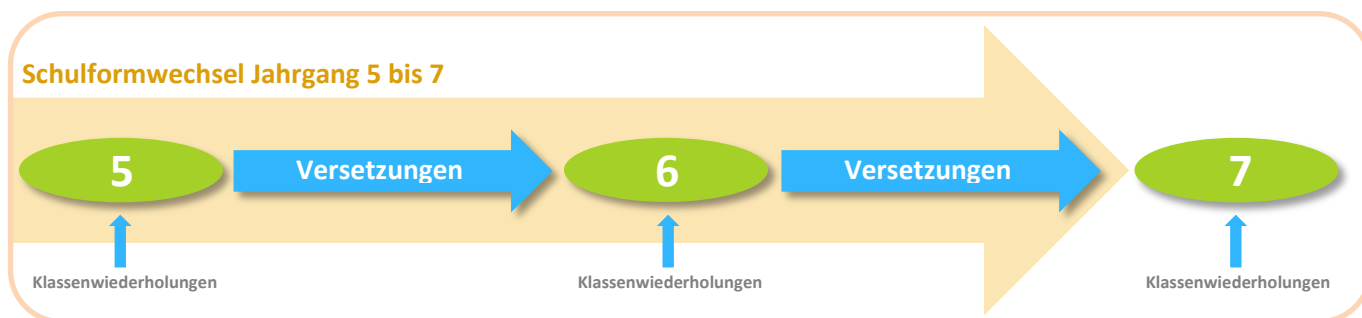 Schulformwechsel Jahrgang 5 bis 7
5 Versetzungen 6 Versetzungen 7
Klassenwiederholungen Klassenwiederholungen Klassenwiederholungen